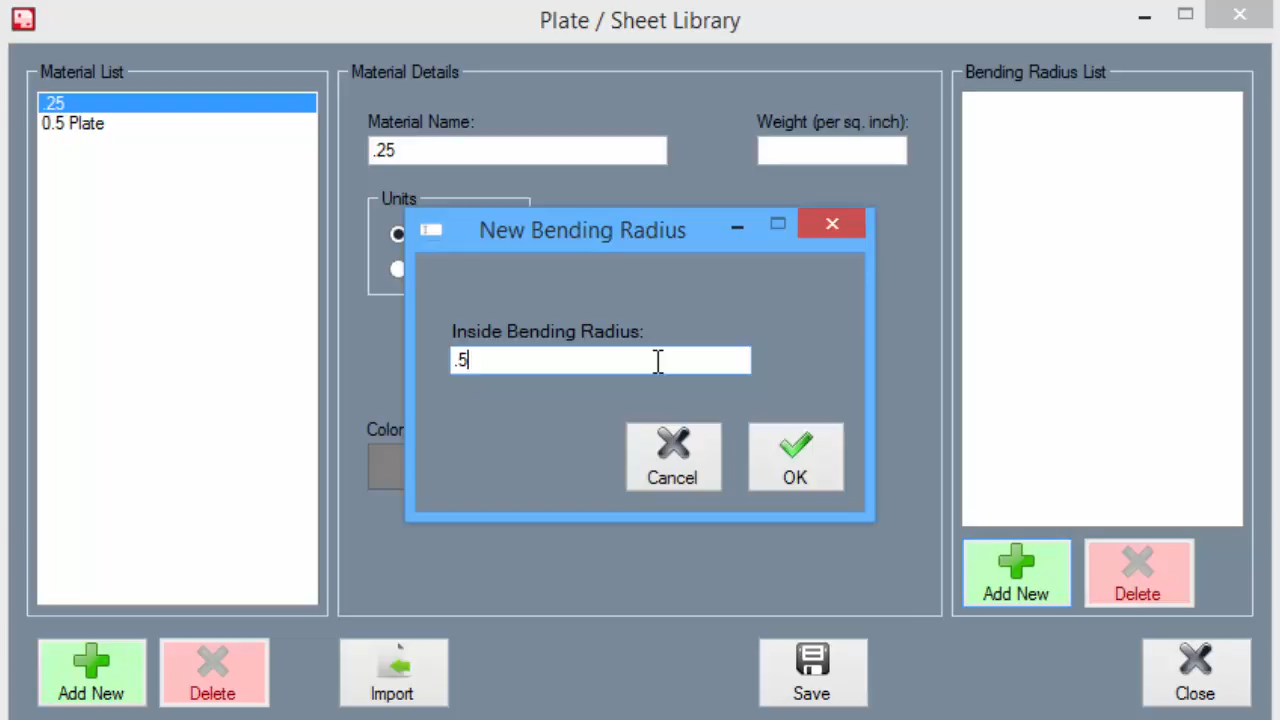 Plate / Sheet Library
Material List
.25
0.5 Plate
Material Details
Material Name:
.25
Weight (per sq. inch):
Units
Color
New Bending Radius
Inside Bending Radius:
.5
Cancel
OK
Bending Radius List
Add New
Delete
Add New
Delete
Import
Save
Close